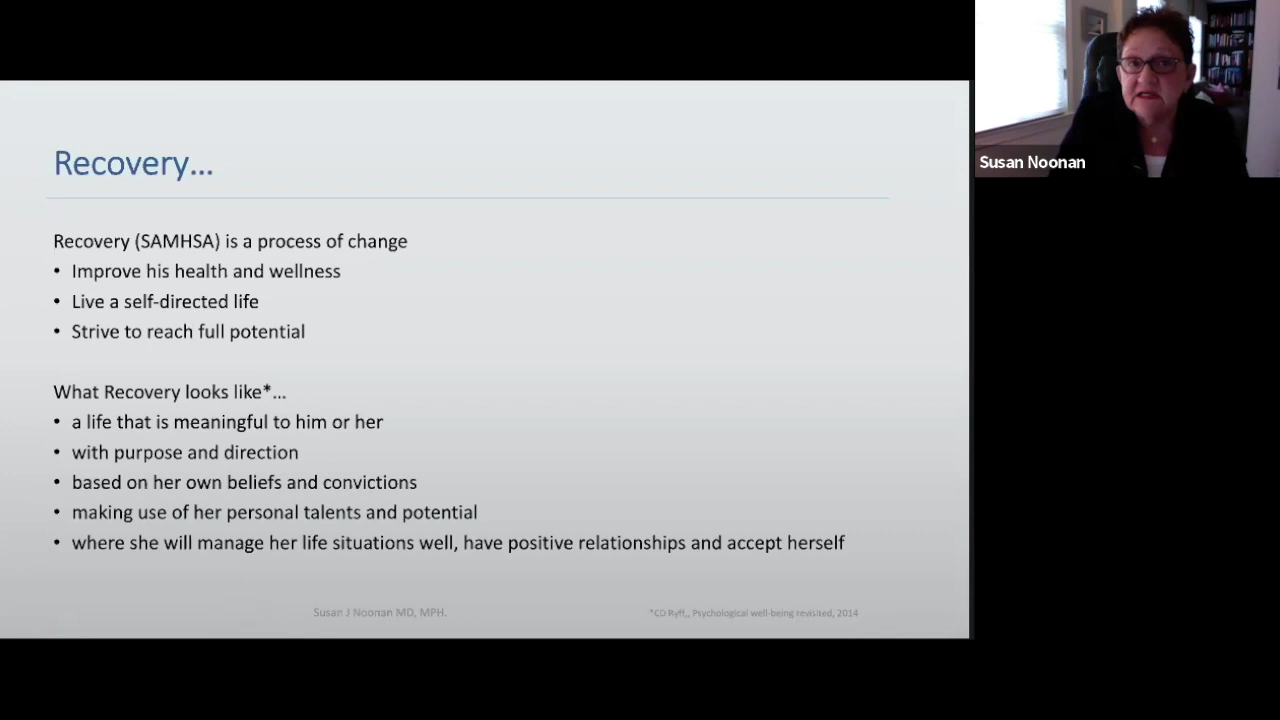 Recovery...
Recovery (SAMHSA) is a process of change
• Improve his health and wellness
• Live a self-directed life
• Strive to reach full potential
What Recovery looks like*...
• a life that is meaningful to him or her
• with purpose and direction
• based on her own beliefs and convictions
• making use of her personal talents and potential
• where she will manage her life situations well, have positive relationships and accept herself
Susan J Noonan MD, MPH.
*CD Ryff,, Psychological well-being revisited, 2014
Susan Noonan